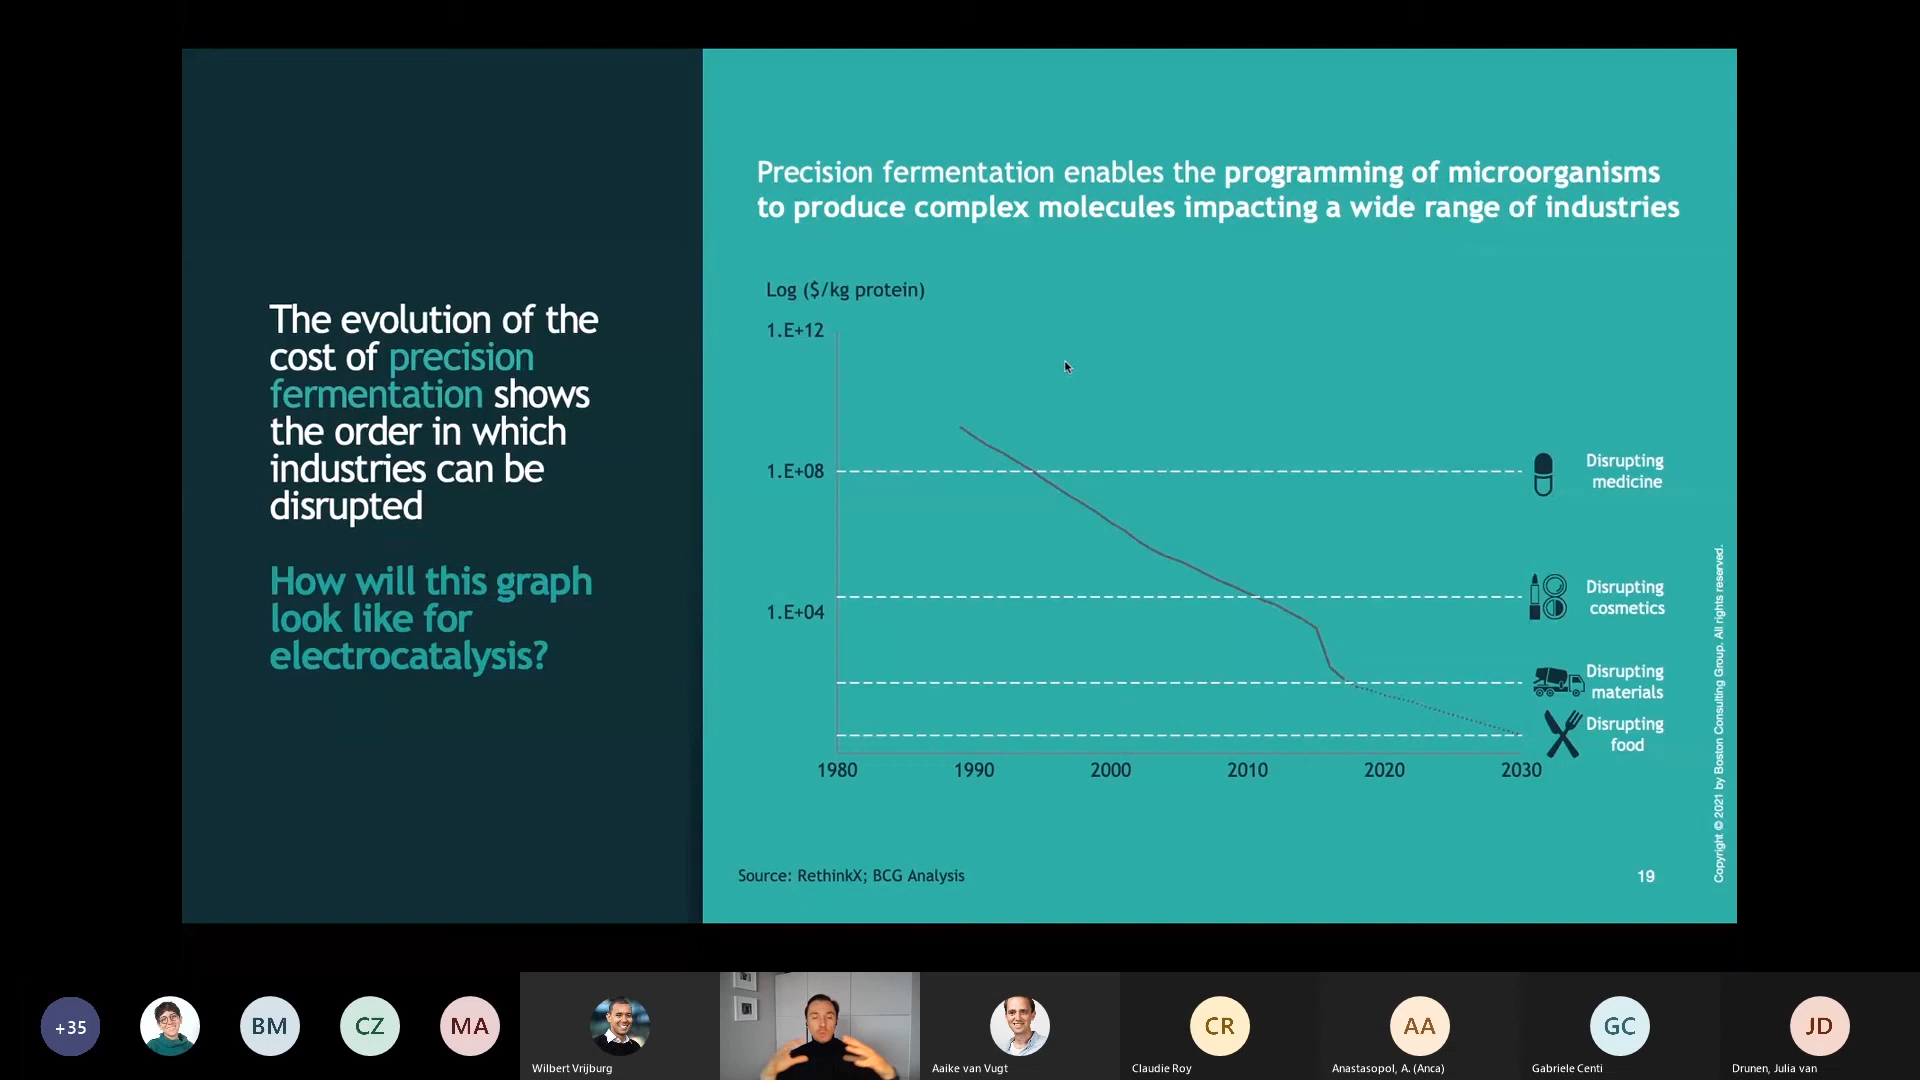 The evolution of the
cost of precision
fermentation shows
the order in which
industries can be
disrupted
How will this graph
look like for
electrocatalysis?
Precision fermentation enables the programming of microorganisms
to produce complex molecules impacting a wide range of industries
Log ($/kg protein)
1.E+12
1.E+08
1.E+04
1980
1990
2000
2010
2020
2030
Disrupting
medicine
Disrupting
cosmetics
Disrupting
materials
Disrupting
food
Source: RethinkX; BCG Analysis
19
Copyright © 2021 by Boston Consulting Group. All rights reserved.
+35
BM
CZ
MA
Wilbert Vrijburg
Aaike van Vugt
CR
Claudie Roy
AA
Anastasopol, A. (Anca)
GC
Gabriele Centi
JD
Drunen, Julia van